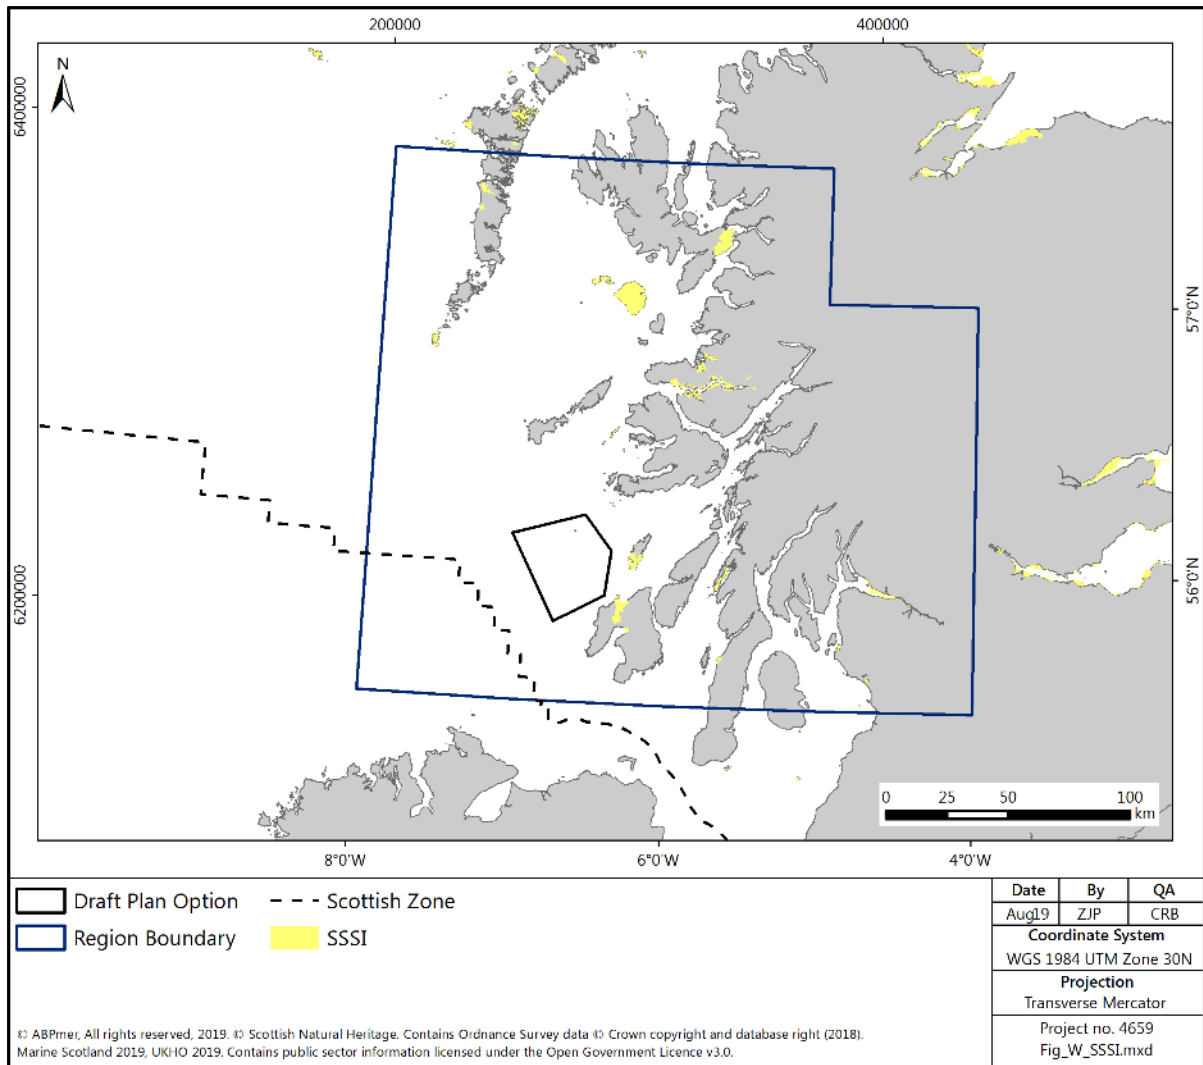 200000 400000
N
6400000
6200000
57°0'N
56°0'N
0 25 50 100
km
8°0'W 6°0'W 4°0'W
Draft Plan Option
Scottish Zone
Region Boundary
SSSI
Date By QA
Aug19 ZJP CRB
Coordinate System
WGS 1984 UTM Zone 30N
Projection
Transverse Mercator
Project no. 4659
Fig_W_SSSI.mxd
© ABPmer, All rights reserved, 2019. © Scottish Natural Heritage. Contains Ordnance Survey data © Crown copyright and database right (2018).
Marine Scotland 2019, UKHO 2019. Contains public sector information licensed under the Open Government Licence v3.0.